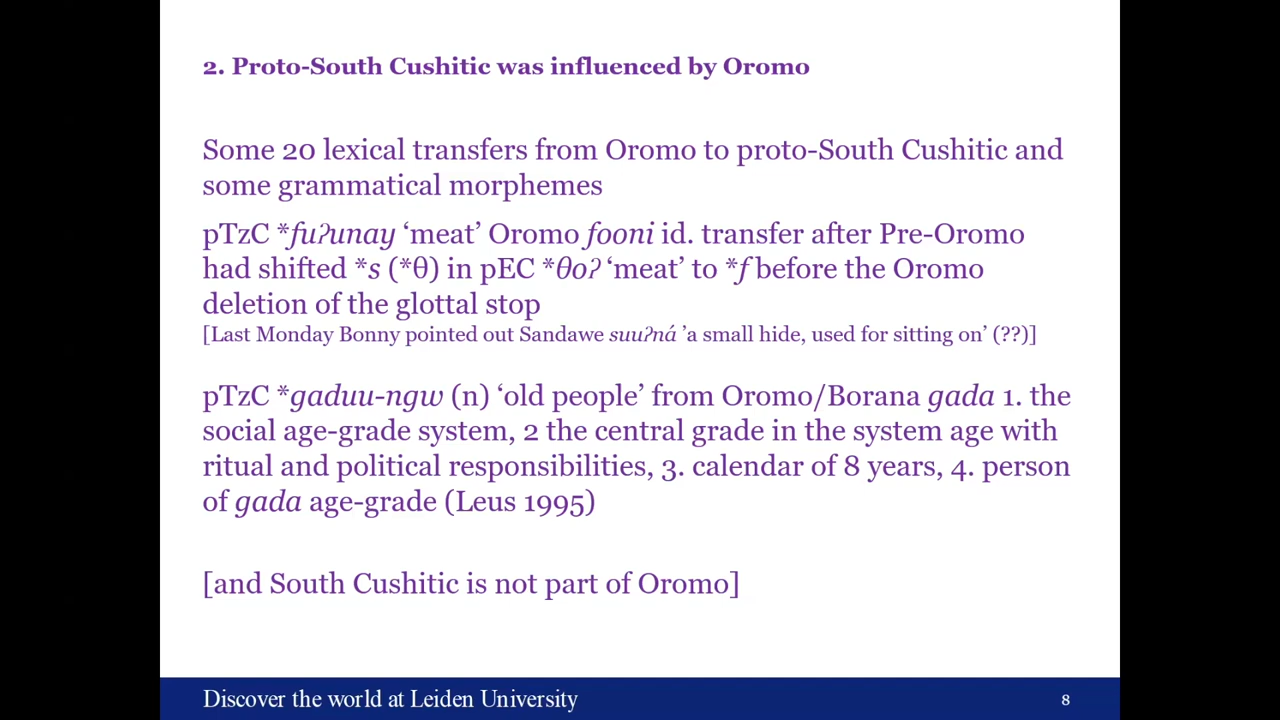 2. Proto-South Cushitic was influenced by Oromo
Some 20 lexical transfers from Oromo to proto-South Cushitic and
some grammatical morphemes
pTzC *fuʔunay ‘meat’ Oromo fooni id. transfer after Pre-Oromo
had shifted *s (*θ) in pEC *θoʔ ‘meat’ to *f before the Oromo
deletion of the glottal stop
[Last Monday Bonny pointed out Sandawe suuʔná ’a small hide, used for sitting on’ (??)]
pTzC *gaduu-ngw (n) ‘old people’ from Oromo/Borana gada 1. the
social age-grade system, 2 the central grade in the system age with
ritual and political responsibilities, 3. calendar of 8 years, 4. person
of gada age-grade (Leus 1995)
[and South Cushitic is not part of Oromo]
Discover the world at Leiden University
8